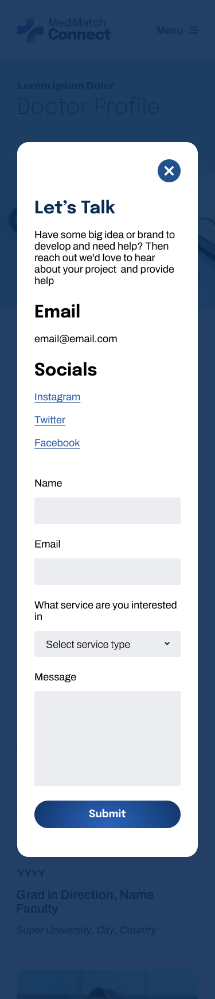 MediMatch
Connect
Menu
Lorem Ipsum Dolor
Doctor Profile
Let’s Talk
Have some big idea or brand to
develop and need help? Then
reach out we'd love to hear
about your project  and provide
help
Email
email@email.com
Socials
Instagram
Twitter
Facebook
Name
Email
What service are you interested
in
Select service type
Message
Submit
YYYY
Grad in Direction, Name
Faculty
Super University, City, Country